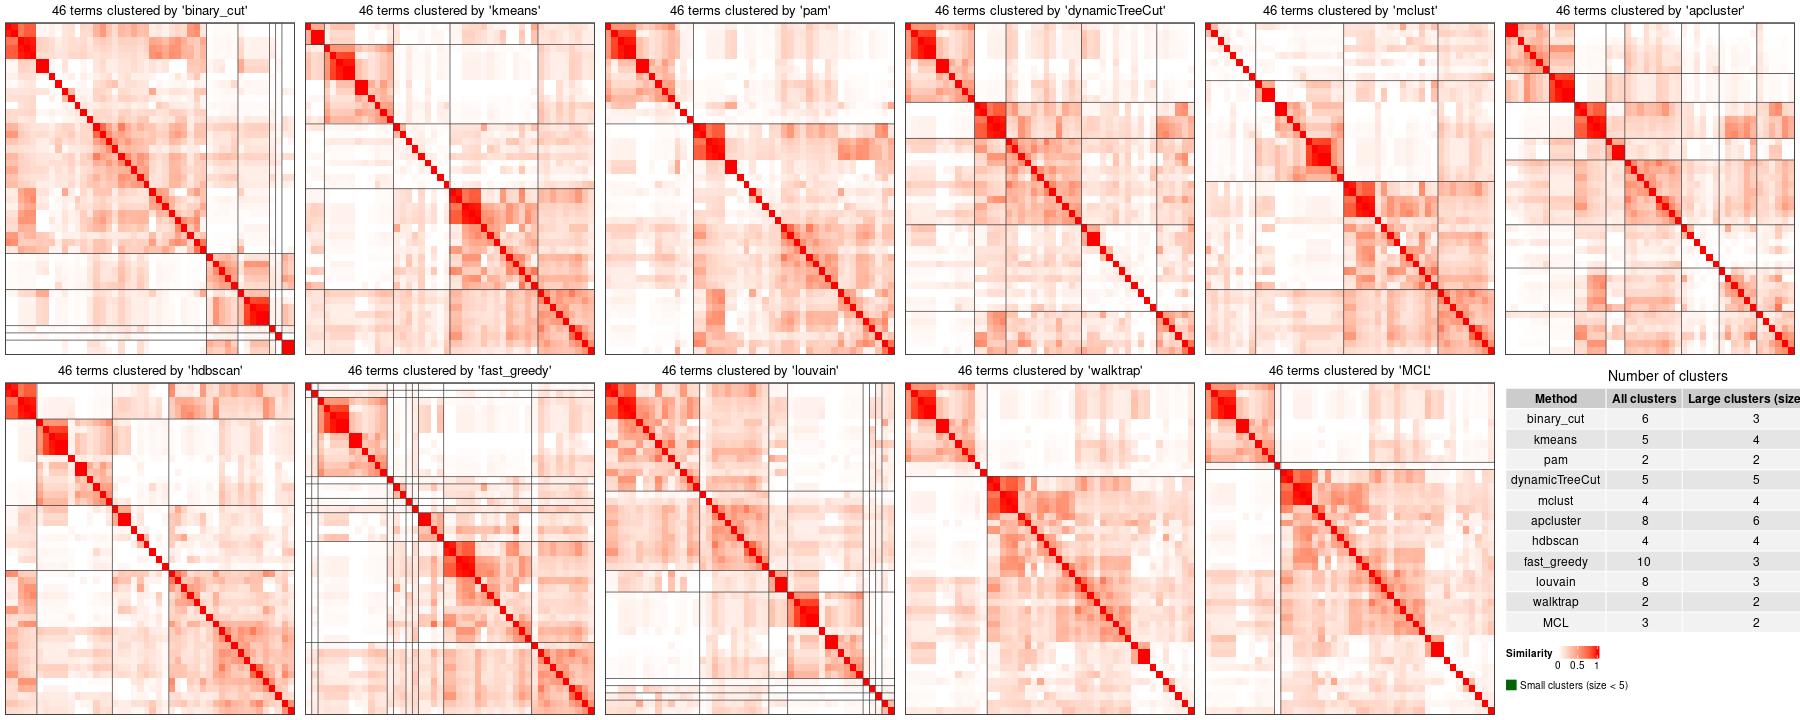 46 terms clustered by 'binary_cut'
46 terms clustered by 'kmeans'
46 terms clustered by 'pam'
46 terms clustered by 'dynamicTreeCut'
46 terms clustered by 'mclust'
46 terms clustered by 'apcluster'
46 terms clustered by 'hdbscan'
46 terms clustered by 'fast_greedy'
46 terms clustered by 'louvain'
46 terms clustered by 'walktrap'
46 terms clustered by 'MCL'
Number of clusters
Method All clusters Large clusters (size
binary_cut 6 3
kmeans 5 4
pam 2 2
dynamicTreeCut 5 5
mclust 4 4
apcluster 8 6
hdbscan 4 4
fast_greedy 10 3
louvain 8 3
walktrap 2 2
MCL 3 2
Similarity
0 0.5 1
Small clusters (size < 5)